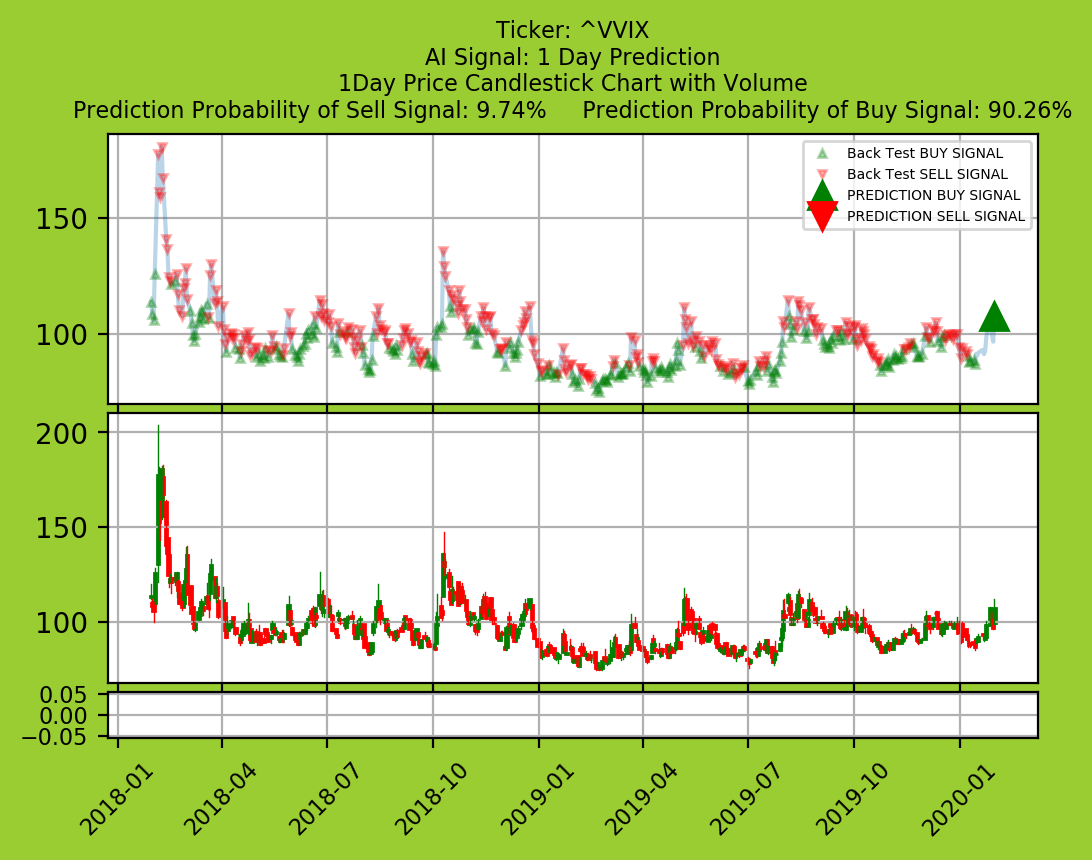 Ticker: ^VVIX
AI Signal: 1 Day Prediction
1Day Price Candlestick Chart with Volume
Prediction Probability of Sell Signal: 9.74%     Prediction Probability of Buy Signal: 90.26%
Back Test BUY SIGNAL
Back Test SELL SIGNAL
PREDICTION BUY SIGNAL
PREDICTION SELL SIGNAL
150
100
200
150
100
0.05
0.00
−0.05
2018-01
2018-04
2018-07
2018-10
2019-01
2019-04
2019-07
2019-10
2020-01